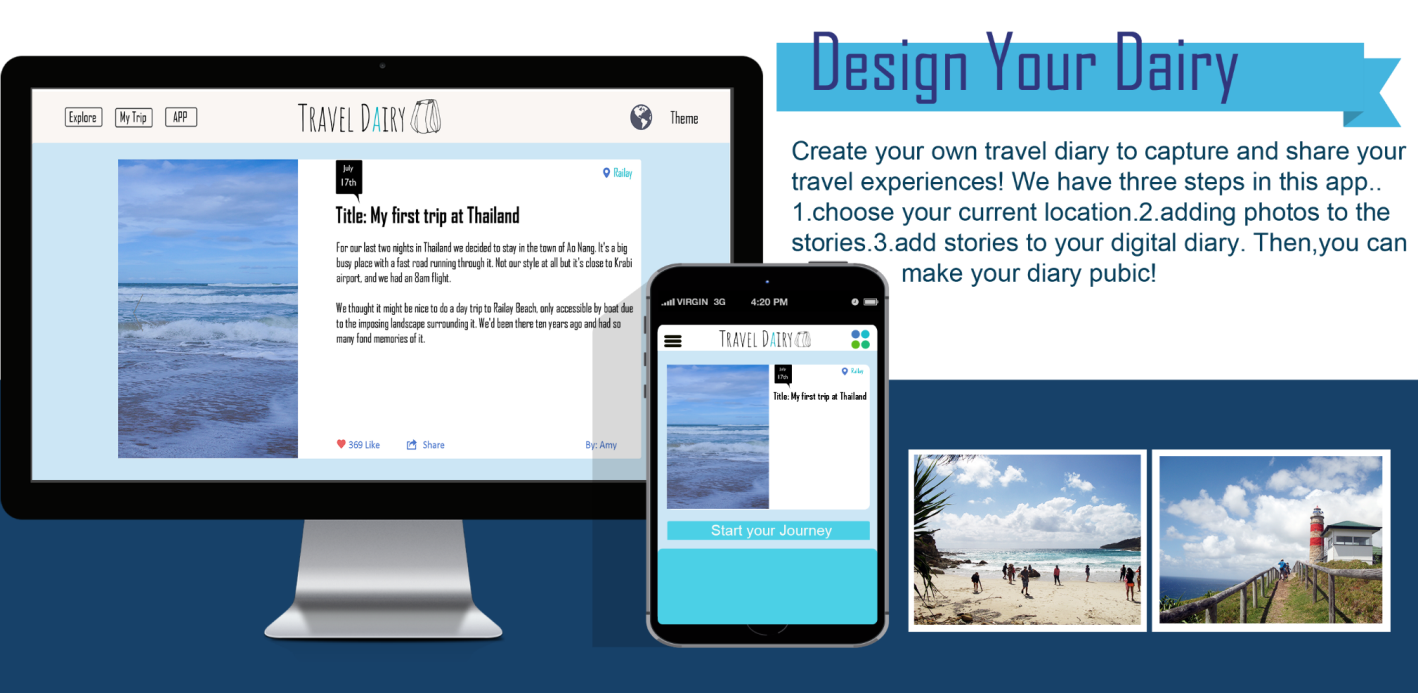 Design Your Dairy
Create your own travel diary to capture and share your
travel experiences! We have three steps in this app..
1.choose your current location.2.adding photos to the
stories.3.add stories to your digital diary. Then,you can
make your diary pubic!
Explore
My Trip
APP
TRAVEL DAIRY
Theme
July
17th
Railay
Title: My first trip at Thailand
For our last two nights in Thailand we decided to stay in the town of Ao Nang. It's a big
busy place with a fast road running through it. Not our style at all but it's close to Krabi
airport, and we had an 8am flight.
We thought it might be nice to do a day trip to Railay Beach, only accessible by boat due
to the imposing landscape surrounding it. We'd been there ten years ago and had so
many fond memories of it.
369 Like
Share
By: Amy
VIRGIN 3G
4:20 PM
TRAVEL DAIRY
July
17th
Railay
Title: My first trip at Thailand
Start your Journey